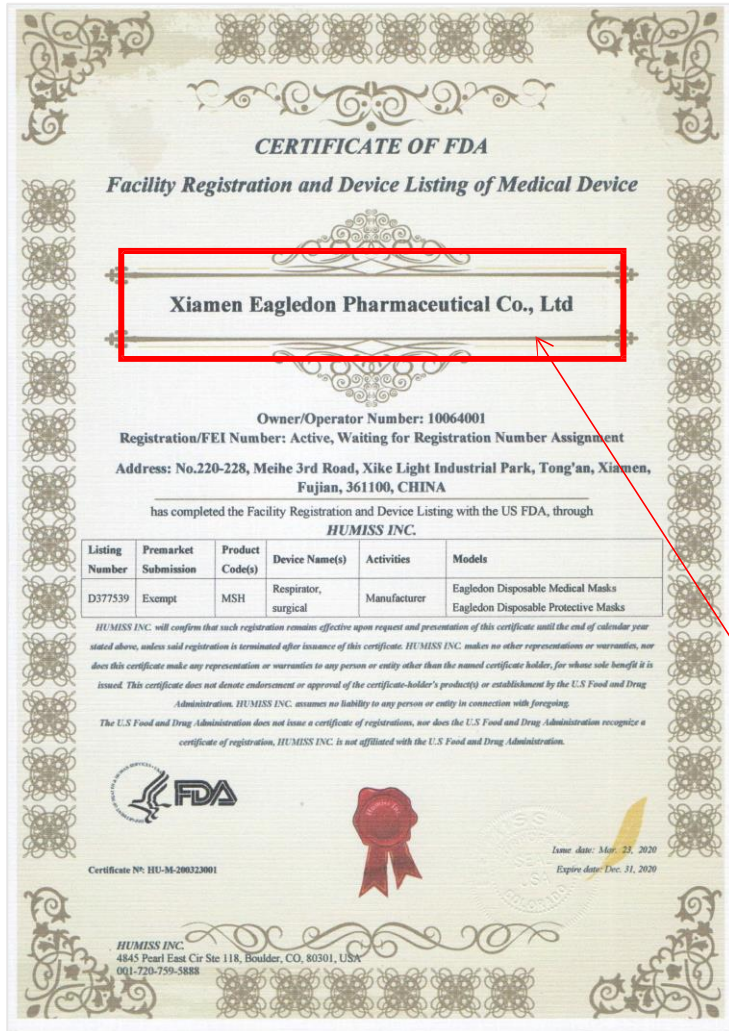 CERTIFICATE OF FDA
Facility Registration and Device Listing of Medical Device
Xiamen Eagledon Pharmaceutical Co., Ltd
Owner/Operator Number: 10064001
Registration/FEI Number: Active, Waiting for Registration Number Assignment
Address: No.220-228, Meihe 3rd Road, Xike Light Industrial Park, Tong'an, Xiamen,
Fujian, 361100, CHINA
has completed the Facility Registration and Device Listing with the US FDA, through
HUMISS INC.
Listing Number Premarket Submission Product Code(s) Device Name(s) Activities Models
D377539 Exempt MSH Respirator, surgical Manufacturer Eagledon Disposable Medical Masks
Eagledon Disposable Protective Masks
HUMISS INC. will confirm that such registration remains effective upon request and presentation of this certificate until the end of calendar year
stated above, unless said registration is terminated after issuance of this certificate. HUMISS INC. makes no other representations or warranties, nor
does this certificate make any representation or warranties to any person or entity other than the named certificate holder, for whose sole benefit it is
issued. This certificate does not denote endorsement or approval of the certificate-holder's product(s) or establishment by the U.S Food and Drug
Administration. HUMISS INC. assumes no liability to any person or entity in connection with foregoing.
The U.S Food and Drug Administration does not issue a certificate of registrations, nor does the U.S Food and Drug Administration recognize a
certificate of registration, HUMISS INC. is not affiliated with the U.S Food and Drug Administration.
FDA
Humiss Inc
Issue date: Mar. 23, 2020
Certificate Nº: HU-M-200323001
Expire date: Dec. 31, 2020
COLORADO
HUMISS INC.
4845 Pearl East Cir Ste 118, Boulder, CO, 80301, USA
001-720-759-5888